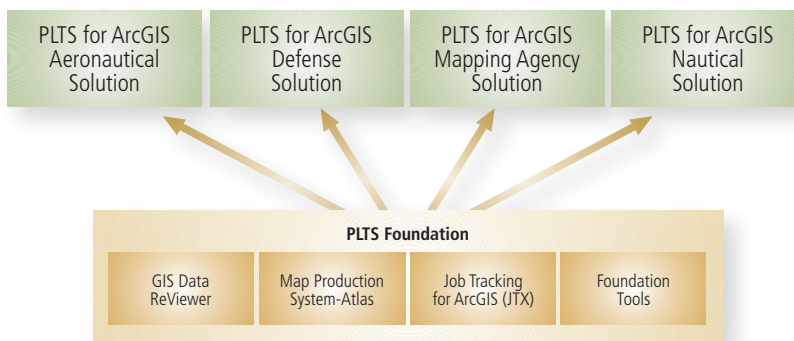 PLTS for ArcGIS
Aeronautical
Solution
PLTS for ArcGIS
Defense
Solution
PLTS for ArcGIS
Mapping Agency
Solution
PLTS for ArcGIS
Nautical
Solution
PLTS Foundation
GIS Data
ReViewer
Map Production
System-Atlas
Job Tracking
for ArcGIS (JTX)
Foundation
Tools